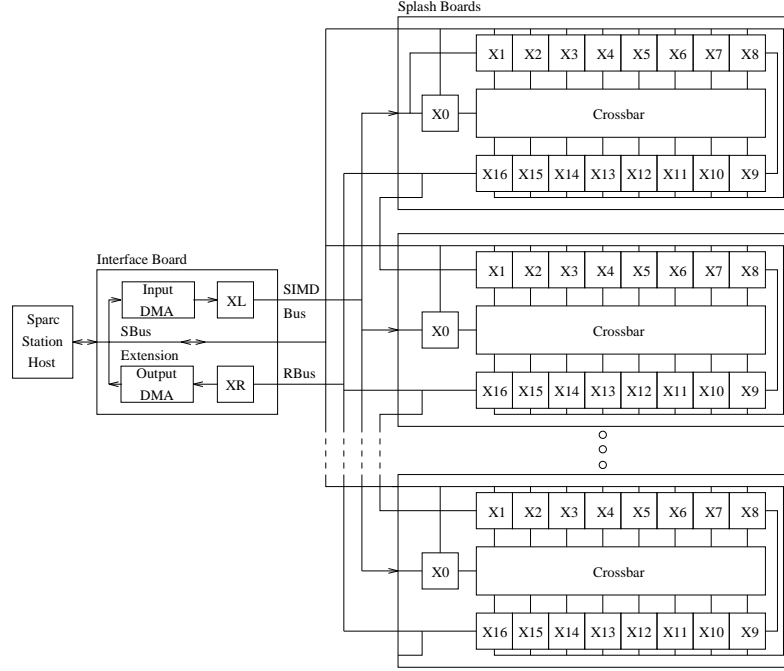 Splash Boards
X1 X2 X3 X4 X5 X6 X7 X8
X0
Crossbar
X16 X15 X14 X13 X12 X11 X10 X9
Interface Board
Input
DMA
XL
SIMD
Bus
Sparc
Station
Host
SBus
Extension
Output
DMA
XR
RBus
X1 X2 X3 X4 X5 X6 X7 X8
X0
Crossbar
X16 X15 X14 X13 X12 X11 X10 X9
X1 X2 X3 X4 X5 X6 X7 X8
X0
Crossbar
X16 X15 X14 X13 X12 X11 X10 X9